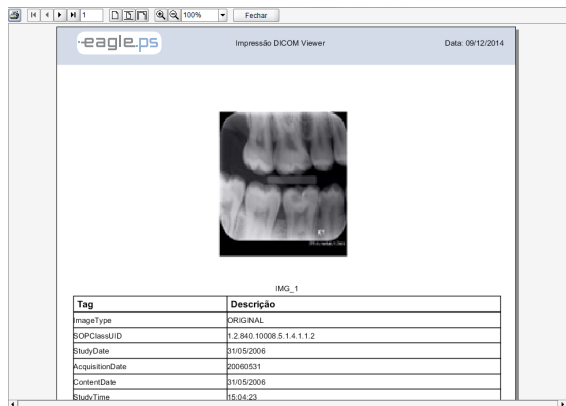 1 100% Fechar
eagle.ps Impressão DICOM Viewer Data: 09/12/2014
IMG_1
Tag Descrição
ImageType ORIGINAL
SOPClassUID 1.2.840.10008.5.1.4.1.1.2
StudyDate 31/05/2006
AcquisitionDate 20060531
ContentDate 31/05/2006
StudyTime 15:04:23